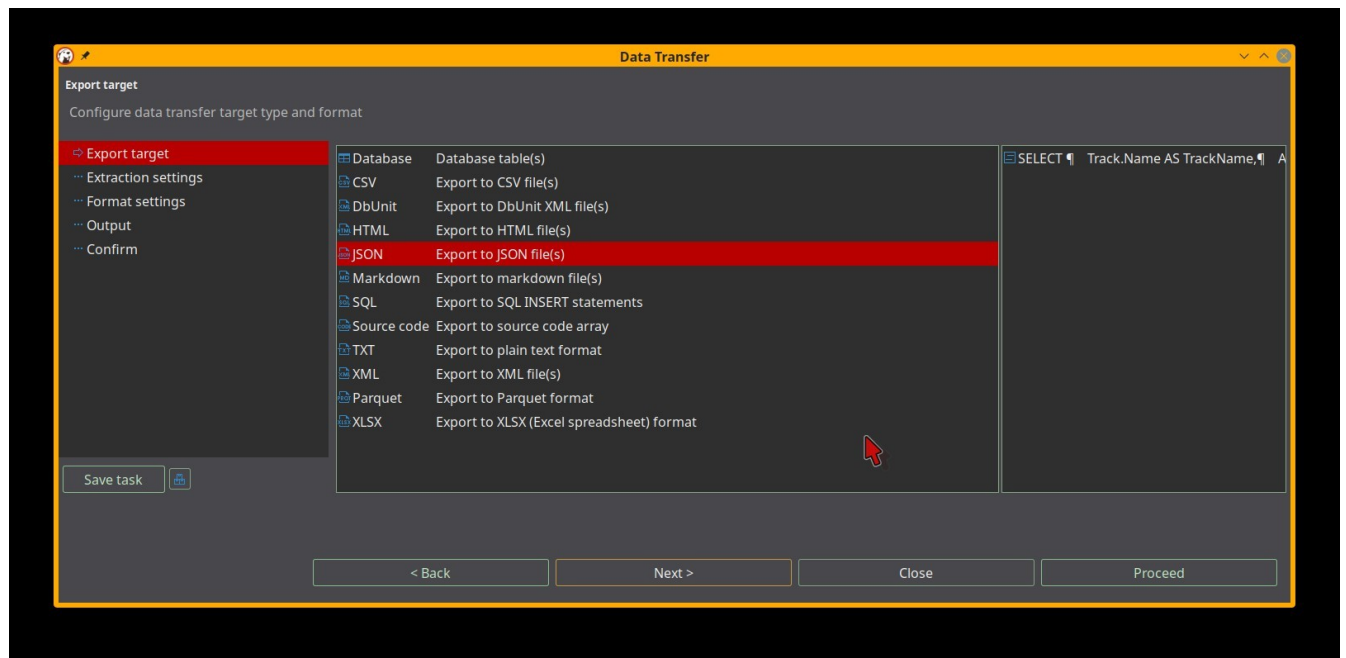 Data Transfer
Export target
Configure data transfer target type and format
Export target
Extraction settings
Format settings
Output
Confirm
Database Database table(s)
CSV Export to CSV file(s)
DbUnit Export to DbUnit XML file(s)
HTML Export to HTML file(s)
JSON Export to JSON file(s)
Markdown Export to markdown file(s)
SQL Export to SQL INSERT statements
Source code Export to source code array
TXT Export to plain text format
XML Export to XML file(s)
Parquet Export to Parquet format
XLSX Export to XLSX (Excel spreadsheet) format
SELECT ¶ Track.Name AS TrackName,¶ A
Save task
< Back
Next >
Close
Proceed